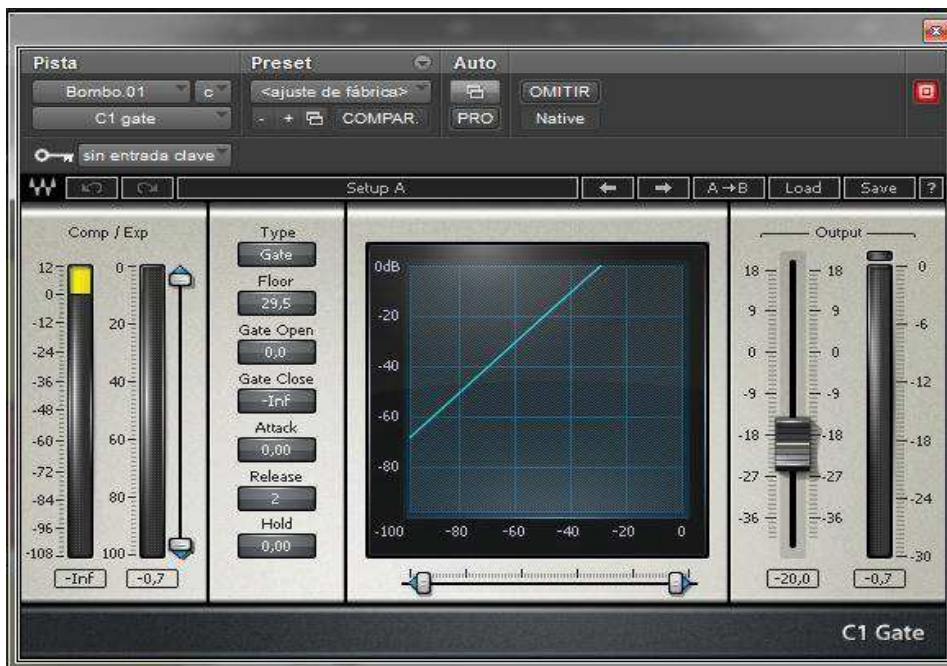 Pista Preset Auto
Bombo.01 c <ajuste de fábrica> OMITIR
C1 gate - + COMPAR. PRO Native
sin entrada clave
Setup A A→B Load Save ?
Comp / Exp
12 0
0
-12 20
-24
-36 40
-48
-60 60
-72
-84 80
-96
-108 100
-Inf -0,7
Type
Gate
Floor
29,5
Gate Open
0,0
Gate Close
-Inf
Attack
0,00
Release
2
Hold
0,00
0dB
-20
-40
-60
-80
-100 -80 -60 -40 -20 0
Output
18 18 0
9 9 -6
0 0
-9 -9 -12
-18 -18 -18
-27 -27 -24
-36 -36
-30
-20,0 -0,7
C1 Gate